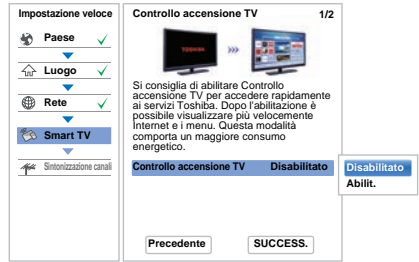 Impostazione veloce
Paese
Luogo
Rete
Smart TV
Sintonizzazione canali
Controllo accensione TV 1/2
TOSHIBA
Si consiglia di abilitare Controllo
accensione TV per accedere rapidamente
ai servizi Toshiba. Dopo l'abilitazione è
possibile visualizzare più velocemente
Internet e i menu. Questa modalità
comporta un maggiore consumo
energetico.
Controllo accensione TV Disabilitato
Disabilitato
Abilit.
Precedente SUCCESS.